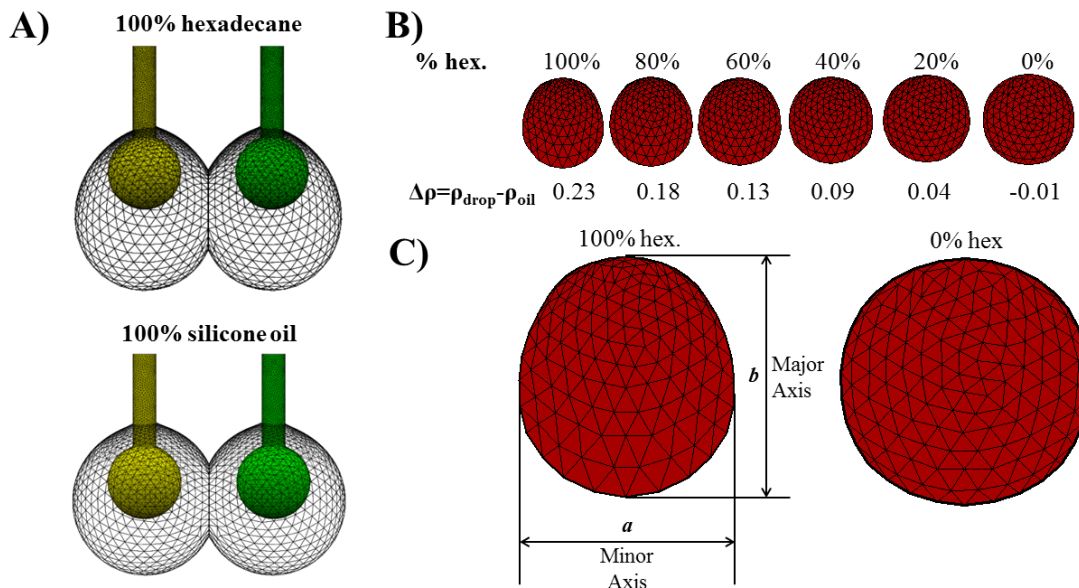 A)
100% hexadecane
100% silicone oil
B)
% hex. 100% 80% 60% 40% 20% 0%
Δρ=ρdrop-ρoil 0.23 0.18 0.13 0.09 0.04 -0.01
C)
100% hex.
0% hex
b
Major
Axis
a
Minor
Axis